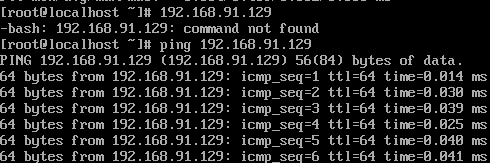 [root@localhost ~]# 192.168.91.129
-bash: 192.168.91.129: command not found
[root@localhost ~]# ping 192.168.91.129
PING 192.168.91.129 (192.168.91.129) 56(84) bytes of data.
64 bytes from 192.168.91.129: icmp_seq=1 ttl=64 time=0.014 ms
64 bytes from 192.168.91.129: icmp_seq=2 ttl=64 time=0.030 ms
64 bytes from 192.168.91.129: icmp_seq=3 ttl=64 time=0.039 ms
64 bytes from 192.168.91.129: icmp_seq=4 ttl=64 time=0.025 ms
64 bytes from 192.168.91.129: icmp_seq=5 ttl=64 time=0.040 ms
64 bytes from 192.168.91.129: icmp_seq=6 ttl=64 time=0.041 ms